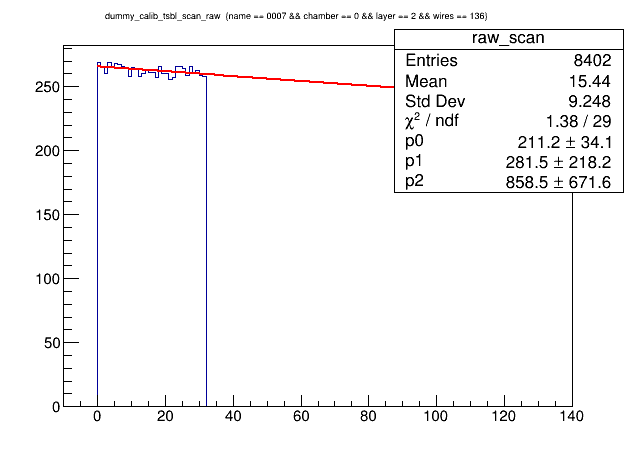 dummy_calib_tsbl_scan_raw (name == 0007 && chamber == 0 && layer == 2 && wires == 136)
raw_scan
Entries 8402
Mean 15.44
Std Dev 9.248
χ² / ndf 1.38 / 29
p0 211.2 ± 34.1
p1 281.5 ± 218.2
p2 858.5 ± 671.6
250
200
150
100
50
0
0 20 40 60 80 100 120 140